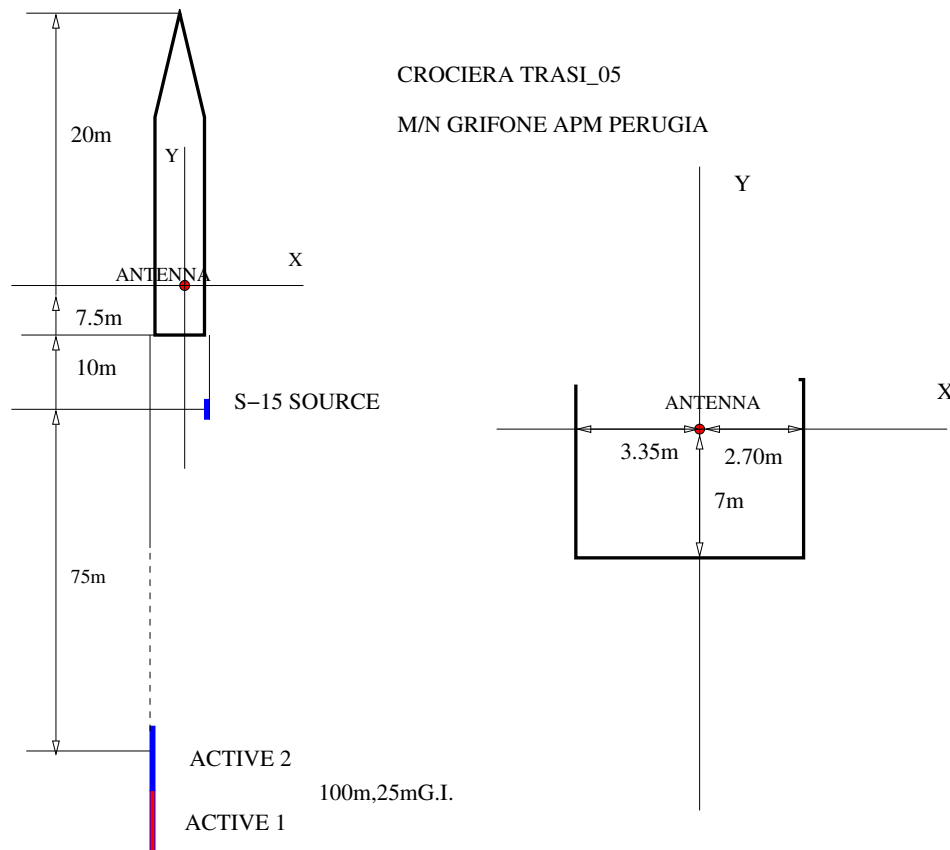 CROCIERA TRASI_05
M/N GRIFONE APM PERUGIA
20m
Y
X
ANTENNA
7.5m
10m
S−15 SOURCE
75m
ACTIVE 2
100m,25mG.I.
ACTIVE 1
Y
X
ANTENNA
3.35m
2.70m
7m